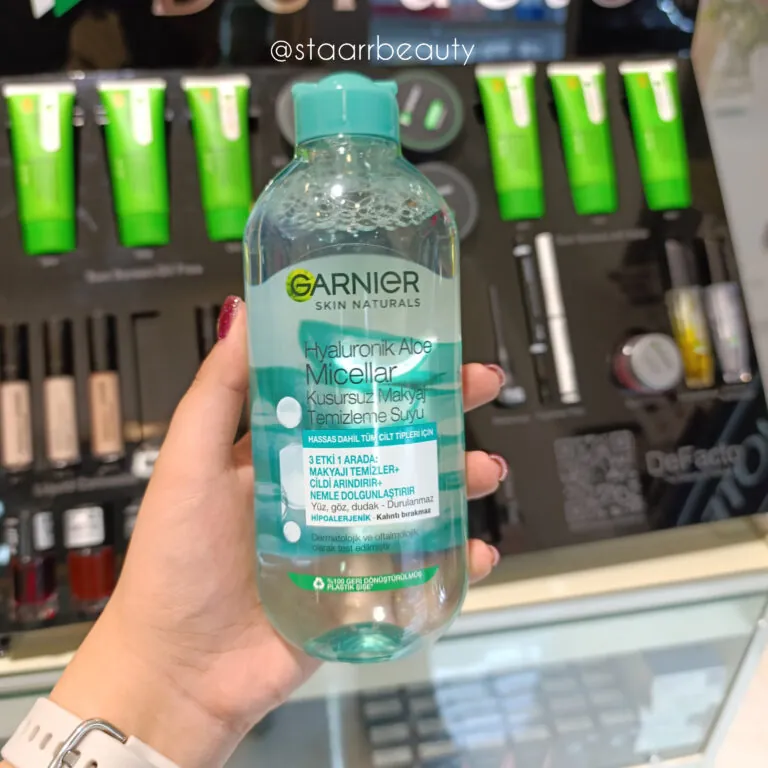 @staarrbeauty
GARNIER
SKIN NATURALS
Hyaluronik Aloe
Micellar
Kusursuz Makyaj
Temizleme Suyu
HASSAS DAHİL TÜM CİLT TİPLERİ İÇİN
3 ETKİ 1 ARADA:
MAKYAJI TEMİZLER+
CİLDİ ARINDIRIR+
NEMLE DOLGUNLAŞTIRIR
Yüz, göz, dudak - Durulanmaz
HİPOALERJENİK - Kalıntı bırakmaz
Dermatolojik ve oftalmolojik
olarak test edilmiştir
%100 GERİ DÖNÜŞTÜRÜLMÜŞ
PLASTİK ŞİŞE*
DeFacto